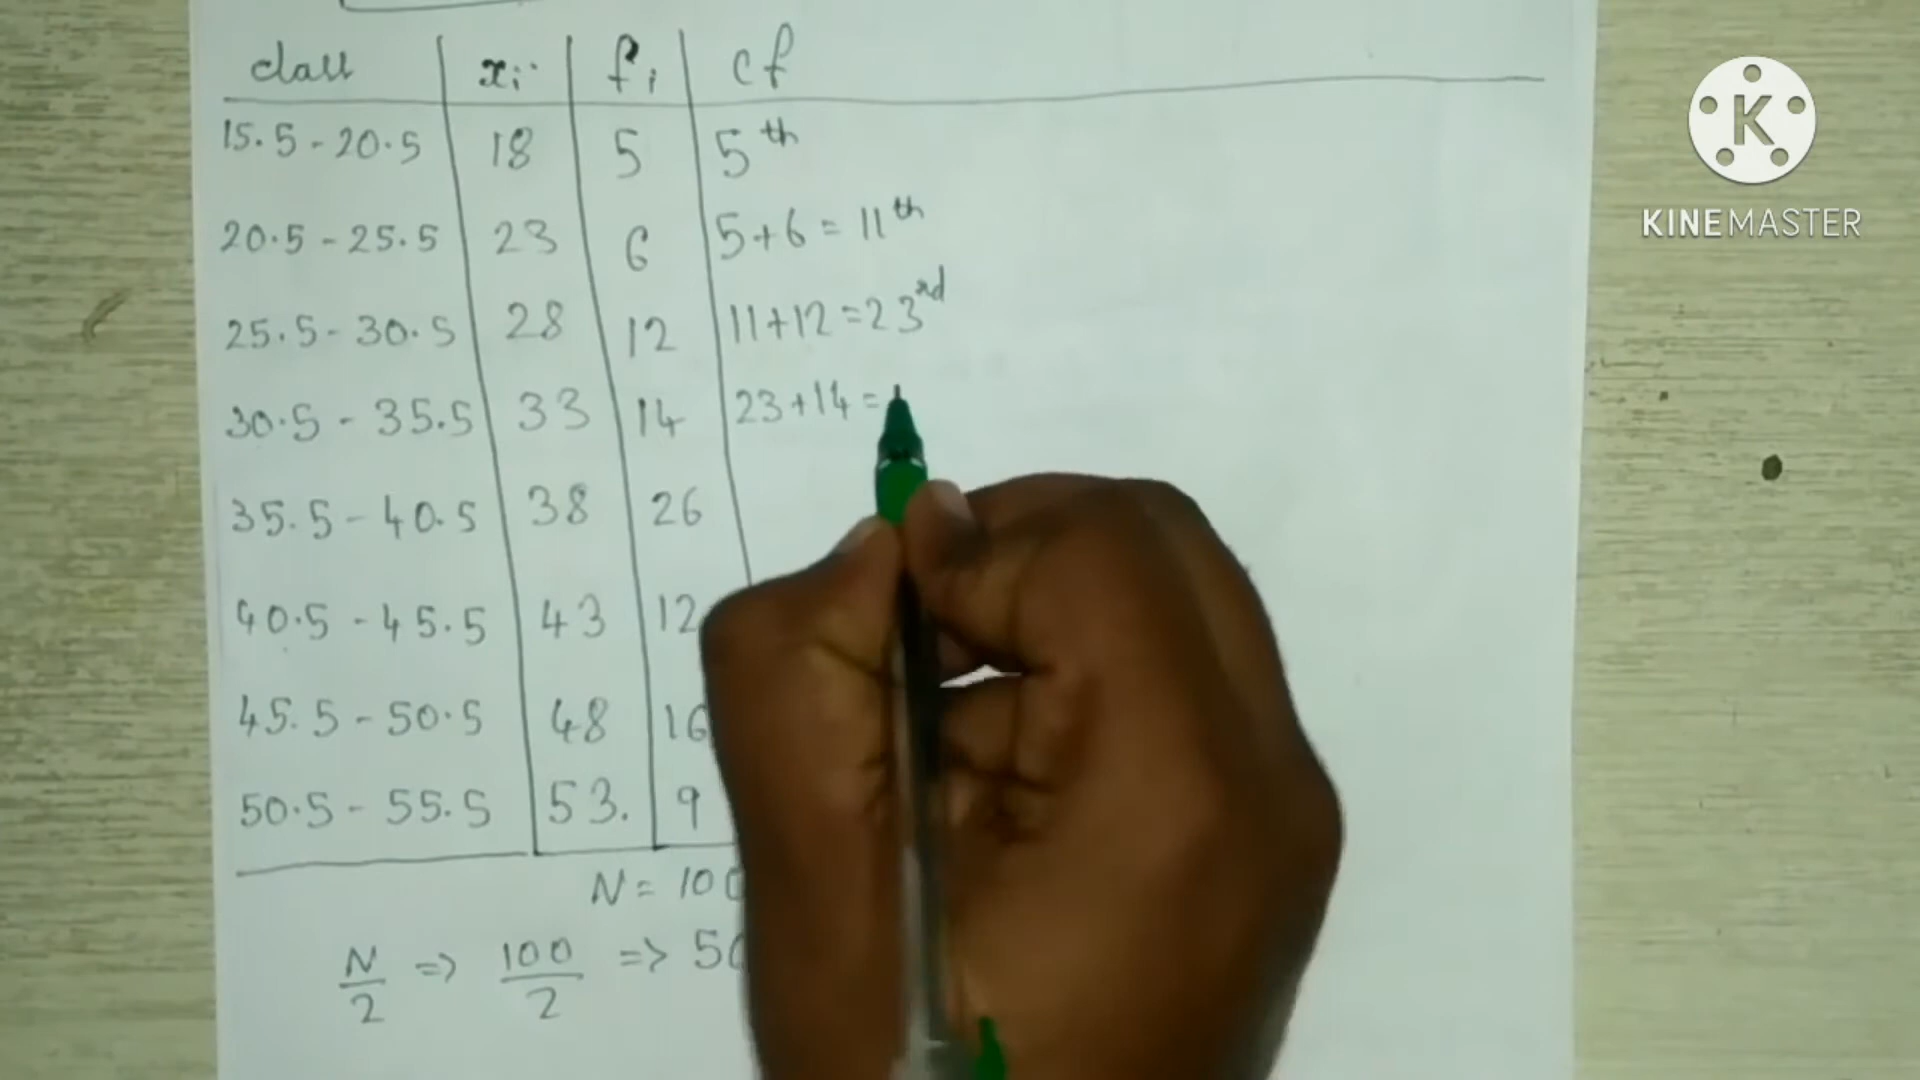 class xi fi cf
15.5 - 20.5 18 5 5th
20.5 - 25.5 23 6 5+6 = 11th
25.5 - 30.5 28 12 11+12 = 23rd
30.5 - 35.5 33 14 23+14 =
35.5 - 40.5 38 26
40.5 - 45.5 43 12
45.5 - 50.5 48 16
50.5 - 55.5 53. 9
N = 100
N/2 => 100/2 => 50
K
KINEMASTER